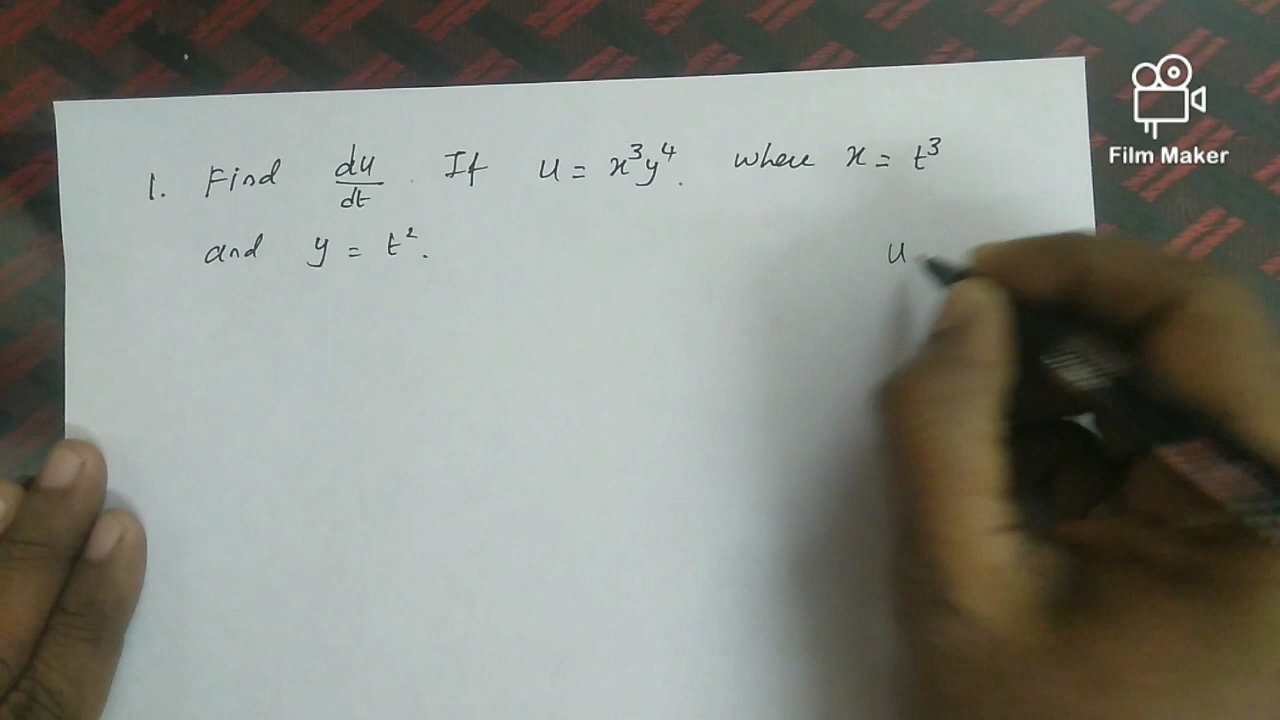 1. Find du/dt. If u = x³y⁴. where x = t³
and y = t².
u
Film Maker